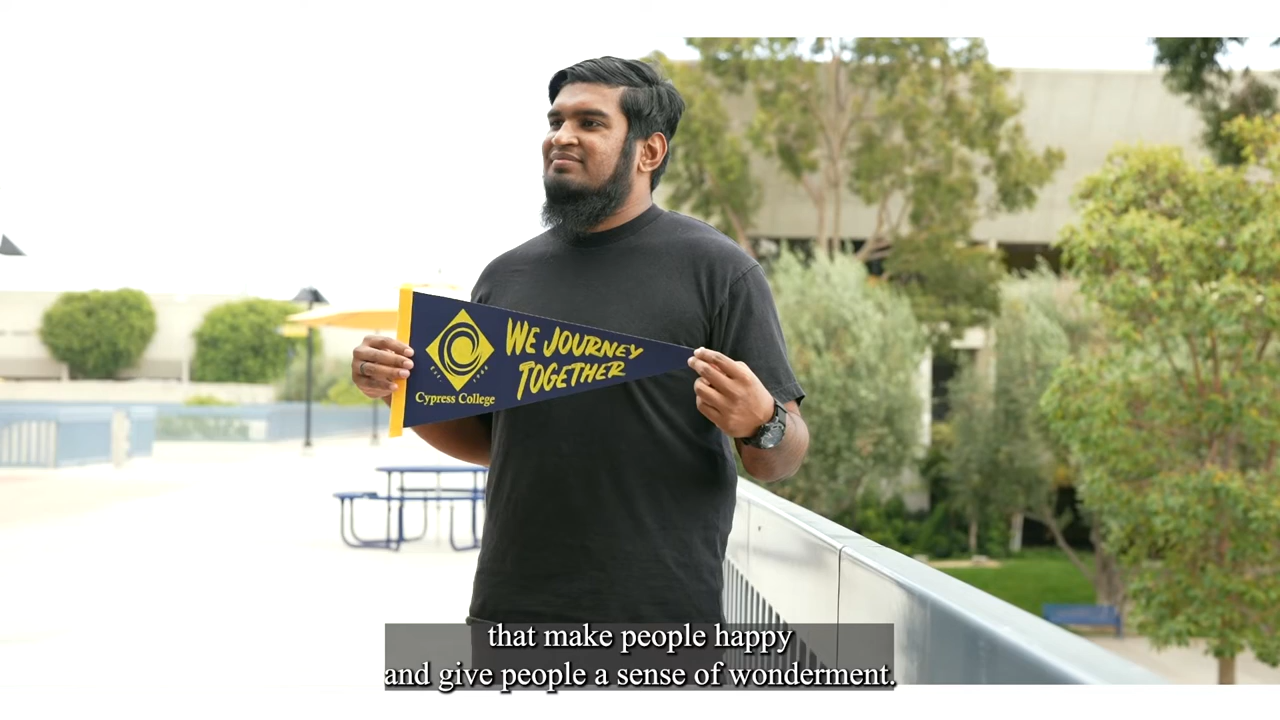 WE JOURNEY
TOGETHER
Cypress College
that make people happy
and give people a sense of wonderment.